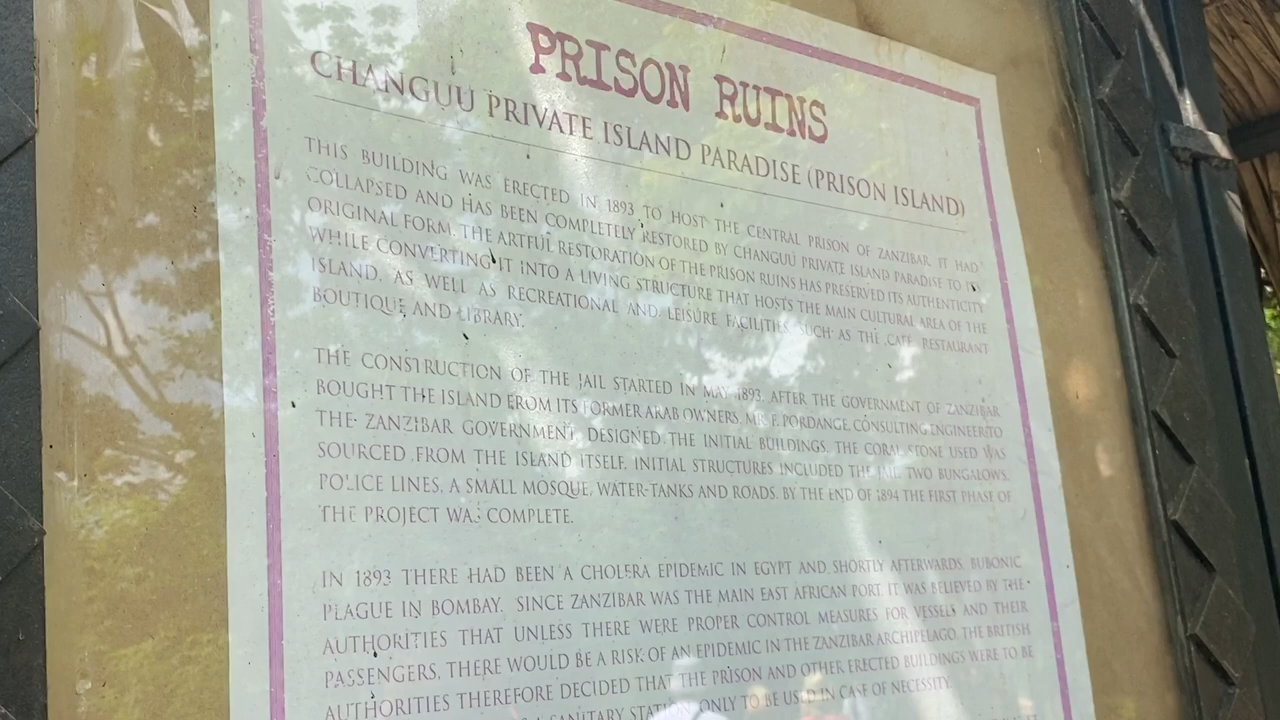 PRISON RUINS
CHANGUU PRIVATE ISLAND PARADISE (PRISON ISLAND)
THIS BUILDING WAS ERECTED IN 1893 TO HOST THE CENTRAL PRISON OF ZANZIBAR. IT HAD
COLLAPSED AND HAS BEEN COMPLETELY RESTORED BY CHANGUU PRIVATE ISLAND PARADISE TO ITS
ORIGINAL FORM. THE ARTFUL RESTORATION OF THE PRISON RUINS HAS PRESERVED ITS AUTHENTICITY
WHILE CONVERTING IT INTO A LIVING STRUCTURE THAT HOSTS THE MAIN CULTURAL AREA OF THE
ISLAND, AS WELL AS RECREATIONAL AND LEISURE FACILITIES SUCH AS THE CAFE, RESTAURANT
BOUTIQUE AND LIBRARY.
THE CONSTRUCTION OF THE JAIL STARTED IN MAY 1893, AFTER THE GOVERNMENT OF ZANZIBAR
BOUGHT THE ISLAND FROM ITS FORMER ARAB OWNERS. MR. F. PORDANGE, CONSULTING ENGINEER TO
THE ZANZIBAR GOVERNMENT, DESIGNED THE INITIAL BUILDINGS. THE CORAL STONE USED WAS
SOURCED FROM THE ISLAND ITSELF. INITIAL STRUCTURES INCLUDED THE JAIL, TWO BUNGALOWS,
POLICE LINES, A SMALL MOSQUE, WATER-TANKS AND ROADS. BY THE END OF 1894 THE FIRST PHASE OF
THE PROJECT WAS COMPLETE.
IN 1893 THERE HAD BEEN A CHOLERA EPIDEMIC IN EGYPT AND, SHORTLY AFTERWARDS, BUBONIC
PLAGUE IN BOMBAY. SINCE ZANZIBAR WAS THE MAIN EAST AFRICAN PORT, IT WAS BELIEVED BY THE
AUTHORITIES THAT UNLESS THERE WERE PROPER CONTROL MEASURES FOR VESSELS AND THEIR
PASSENGERS, THERE WOULD BE A RISK OF AN EPIDEMIC IN THE ZANZIBAR ARCHIPELAGO. THE BRITISH
AUTHORITIES THEREFORE DECIDED THAT THE PRISON AND OTHER ERECTED BUILDINGS WERE TO BE
A SANITARY STATION ONLY TO BE USED IN CASE OF NECESSITY.